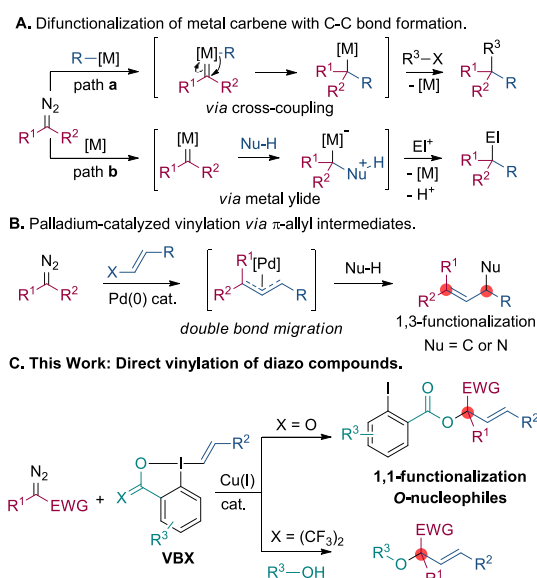 A. Difunctionalization of metal carbene with C-C bond formation.
R—[M]
path a
N2
R1 R2
[M] R
R1 R2
[M]
R1
R2 R
via cross-coupling
R3—X
- [M]
R3
R1
R2 R
[M]
path b
[M]
R1 R2
Nu-H
[M]-
R1
R2 Nu+ H
via metal ylide
El+
- [M]
- H+
El
R1
R2 R
B. Palladium-catalyzed vinylation via π-allyl intermediates.
N2
R1 R2
X R
Pd(0) cat.
R1 [Pd]
R2 R
double bond migration
Nu-H
R1 Nu
R2 R
1,3-functionalization
Nu = C or N
C. This Work: Direct vinylation of diazo compounds.
N2
R1 EWG
+
O I R2
X
R3
VBX
Cu(I)
cat.
X = O
I O EWG
O R2
R3 R1
1,1-functionalization
O-nucleophiles
X = (CF3)2
R3—OH
EWG
R3 O R1 R2